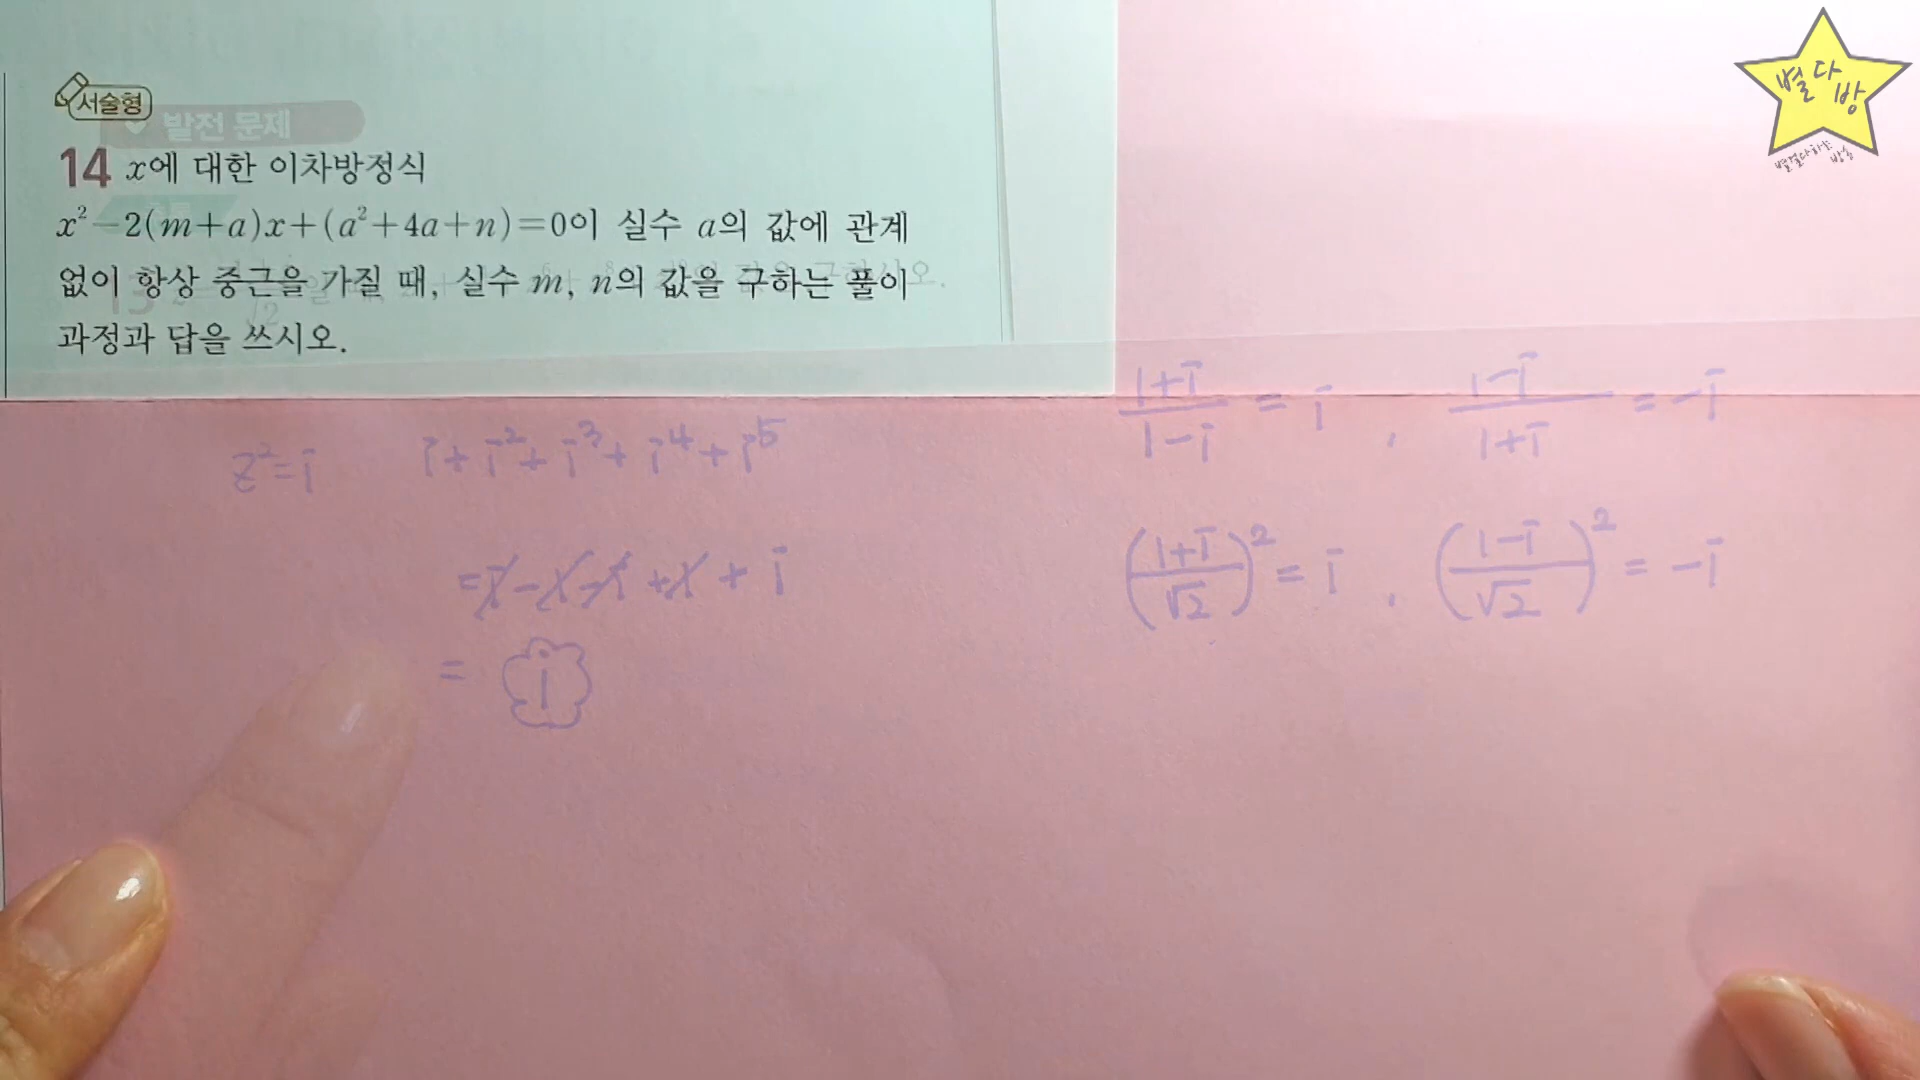 서술형
발전 문제
14 x에 대한 이차방정식
x²-2(m+a)x+(a²+4a+n)=0이 실수 a의 값에 관계
없이 항상 중근을 가질 때, 실수 m, n의 값을 구하는 풀이
과정과 답을 쓰시오.
z²=i i+i²+i³+i⁴+i⁵
=i-1-i+1+i
= i
(1+i)/(1-i) = i , (1-i)/(1+i) = -i
((1+i)/√2)² = i , ((1-i)/√2)² = -i
별다방